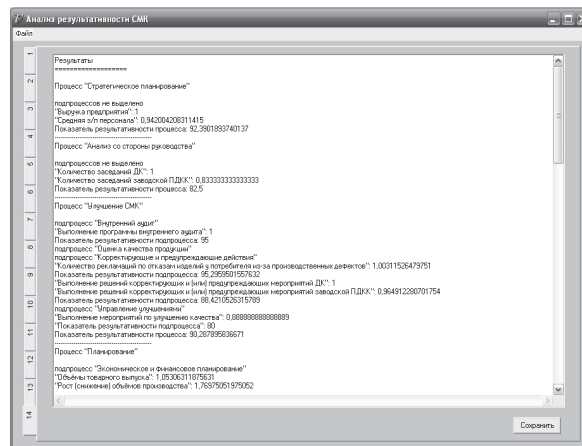 Анализ результативности СМК
Файл
1
2
3
4
5
6
7
8
9
10
11
12
13
14
Результаты
===================
Процесс "Стратегическое планирование"
подпроцессов не выделено
"Выручка предприятия": 1
"Средняя з/п персонала": 0,942004208311415
Показатель результативности процесса: 92,3901893740137
Процесс "Анализ со стороны руководства"
подпроцессов не выделено
"Количество заседаний ДК": 1
"Количество заседаний заводской ПДКК": 0,833333333333333
Показатель результативности процесса: 82,5
Процесс "Улучшение СМК"
подпроцесс "Внутренний аудит"
"Выполнение программы внутреннего аудита": 1
Показатель результативности подпроцесса: 95
подпроцесс "Оценка качества продукции"
подпроцесс "Корректирующие и предупреждающие действия"
"Количество рекламаций по отказам изделий у потребителя из-за производственных дефектов": 1,00311526479751
Показатель результативности подпроцесса: 95,2959501557632
"Выполнение решений корректирующих и (или) предупреждающих мероприятий ДК": 1
"Выполнение решений корректирующих и (или) предупреждающих мероприятий заводской ПДКК": 0,964912280701754
Показатель результативности подпроцесса: 88,4210526315789
подпроцесс "Управление улучшениями"
"Выполнение мероприятий по улучшению качества": 0,888888888888889
"Показатель результативности подпроцесса": 80
Показатель результативности процесса: 90,287895836671
Процесс "Планирование"
подпроцесс "Экономическое и финансовое планирование"
"Объёмы товарного выпуска": 1,05306311875631
"Рост (снижение) объёмов производства": 1,76975051975052
Сохранить